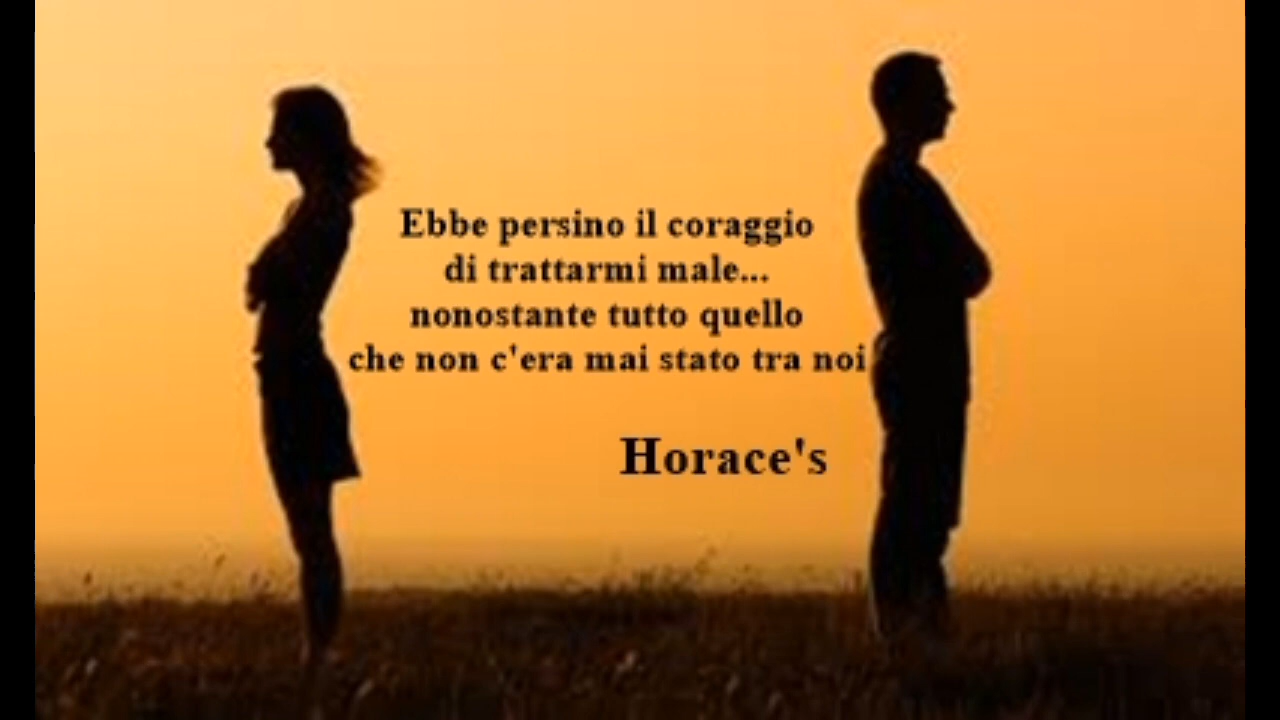 Ebbe persino il coraggio
di trattarmi male...
nonostante tutto quello
che non c'era mai stato tra noi
Horace's